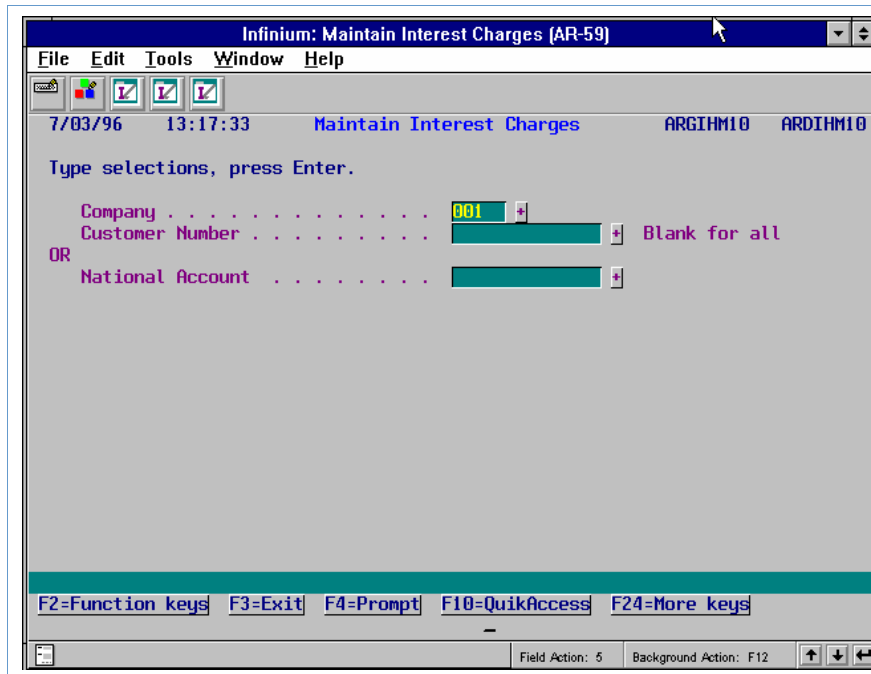 Infinium: Maintain Interest Charges (AR-59)
File Edit Tools Window Help
7/03/96 13:17:33 Maintain Interest Charges ARGIHM10 ARDIHM10
Type selections, press Enter.
Company . . . . . . . . . . . . . 001 +
Customer Number . . . . . . . . . + Blank for all
OR
National Account . . . . . . . . +
F2=Function keys F3=Exit F4=Prompt F10=QuikAccess F24=More keys
Field Action: 5 Background Action: F12